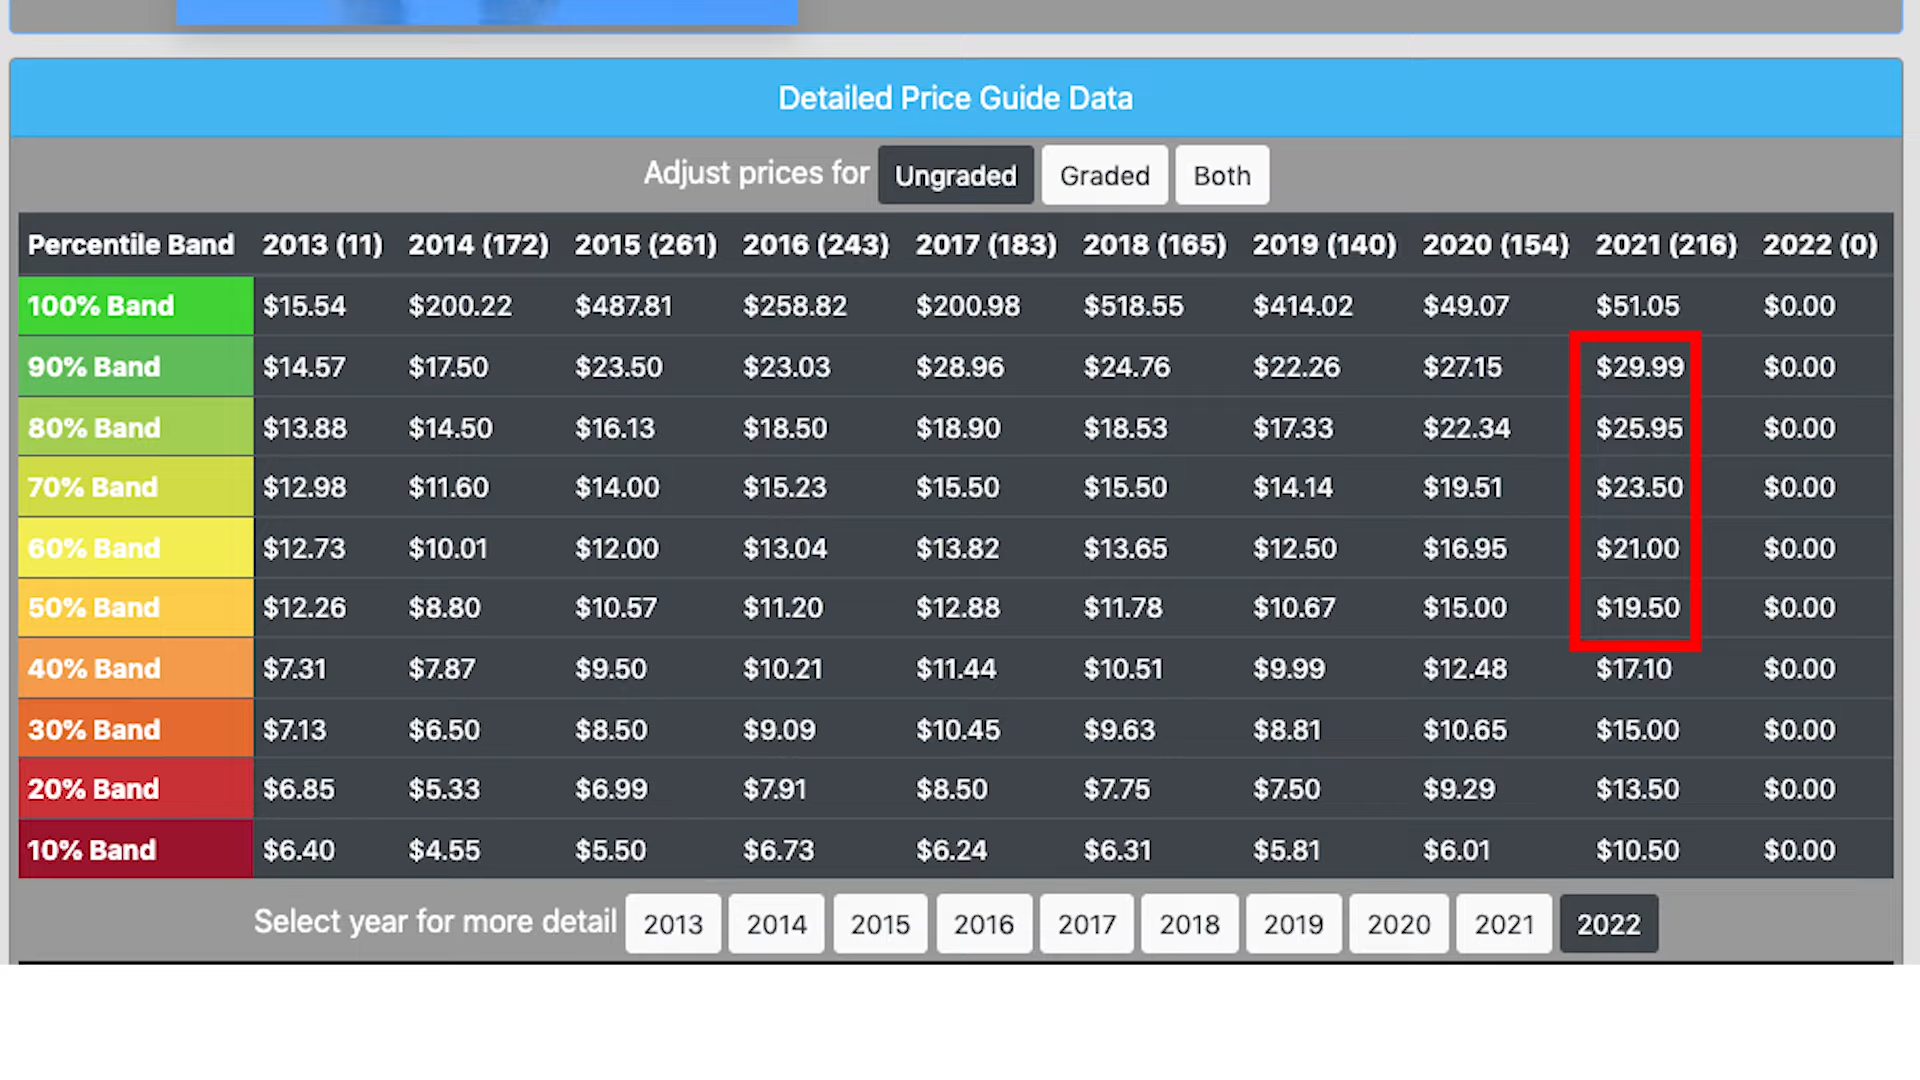 Detailed Price Guide Data
Adjust prices for Ungraded Graded Both
Percentile Band 2013 (11) 2014 (172) 2015 (261) 2016 (243) 2017 (183) 2018 (165) 2019 (140) 2020 (154) 2021 (216) 2022 (0)
100% Band $15.54 $200.22 $487.81 $258.82 $200.98 $518.55 $414.02 $49.07 $51.05 $0.00
90% Band $14.57 $17.50 $23.50 $23.03 $28.96 $24.76 $22.26 $27.15 $29.99 $0.00
80% Band $13.88 $14.50 $16.13 $18.50 $18.90 $18.53 $17.33 $22.34 $25.95 $0.00
70% Band $12.98 $11.60 $14.00 $15.23 $15.50 $15.50 $14.14 $19.51 $23.50 $0.00
60% Band $12.73 $10.01 $12.00 $13.04 $13.82 $13.65 $12.50 $16.95 $21.00 $0.00
50% Band $12.26 $8.80 $10.57 $11.20 $12.88 $11.78 $10.67 $15.00 $19.50 $0.00
40% Band $7.31 $7.87 $9.50 $10.21 $11.44 $10.51 $9.99 $12.48 $17.10 $0.00
30% Band $7.13 $6.50 $8.50 $9.09 $10.45 $9.63 $8.81 $10.65 $15.00 $0.00
20% Band $6.85 $5.33 $6.99 $7.91 $8.50 $7.75 $7.50 $9.29 $13.50 $0.00
10% Band $6.40 $4.55 $5.50 $6.73 $6.24 $6.31 $5.81 $6.01 $10.50 $0.00
Select year for more detail 2013 2014 2015 2016 2017 2018 2019 2020 2021 2022